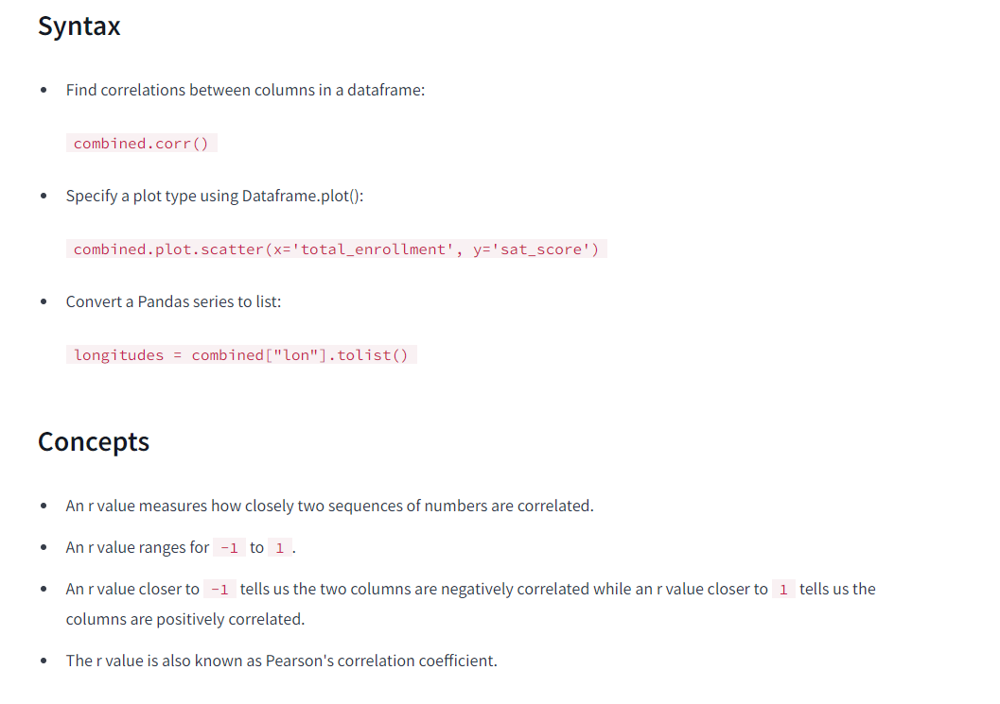 Syntax
Find correlations between columns in a dataframe:
combined.corr()
Specify a plot type using Dataframe.plot():
combined.plot.scatter(x='total_enrollment', y='sat_score')
Convert a Pandas series to list:
longitudes = combined["lon"].tolist()
Concepts
An r value measures how closely two sequences of numbers are correlated.
An r value ranges for -1 to 1 .
An r value closer to -1 tells us the two columns are negatively correlated while an r value closer to 1 tells us the
columns are positively correlated.
The r value is also known as Pearson's correlation coefficient.